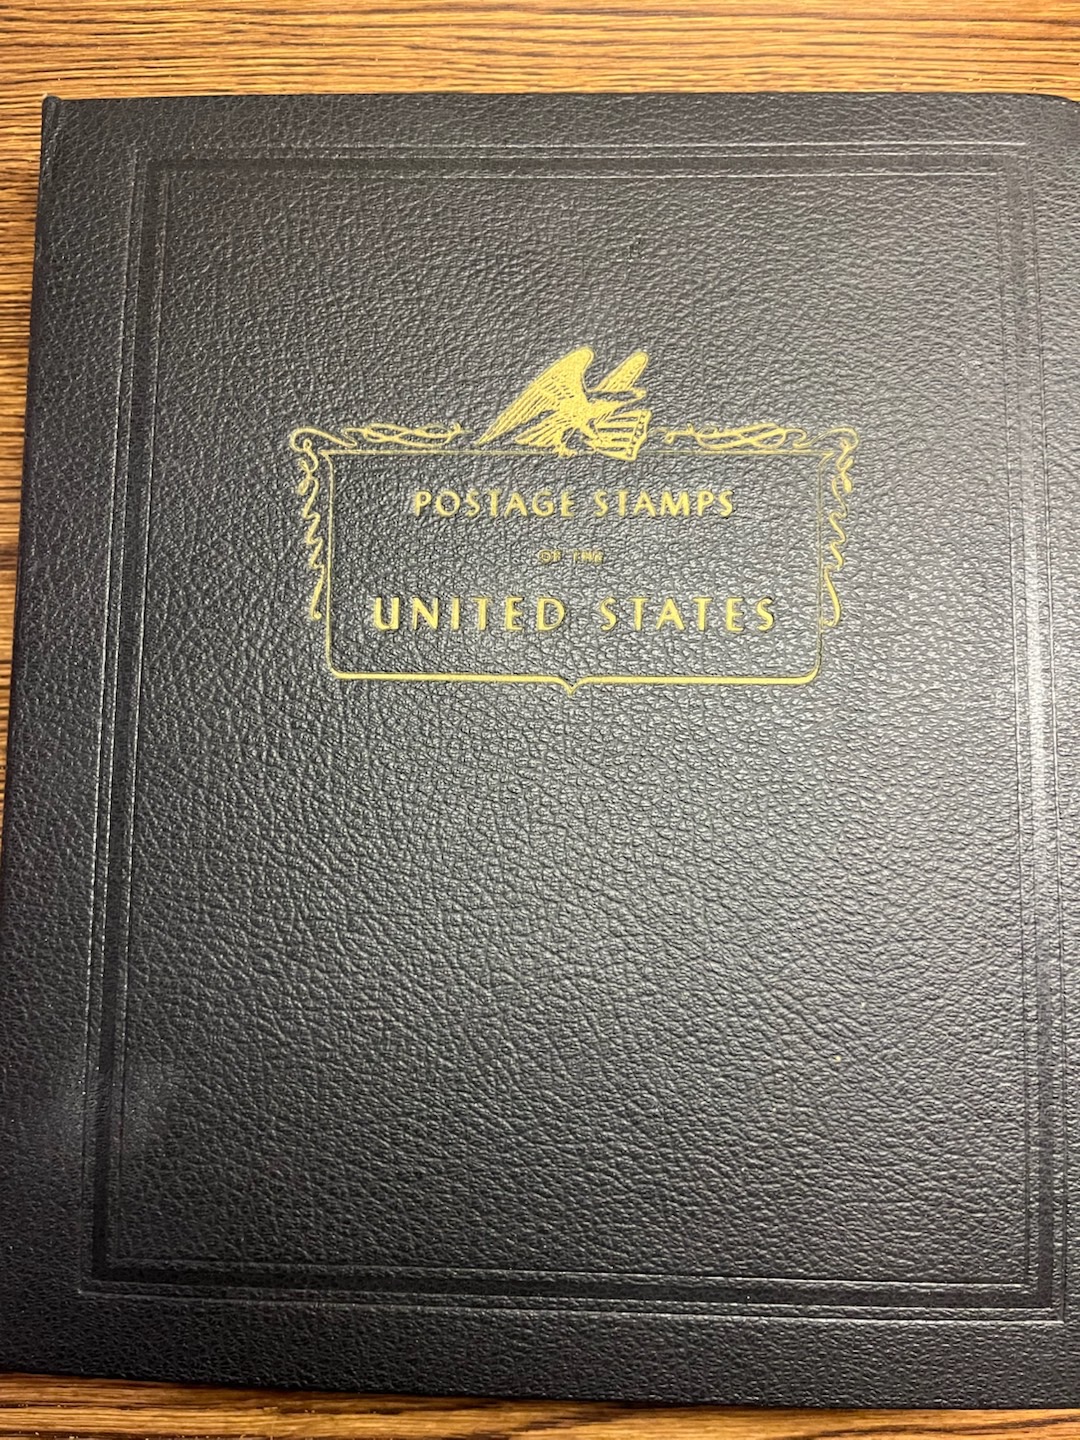 POSTAGE STAMPS
OF THE
UNITED STATES